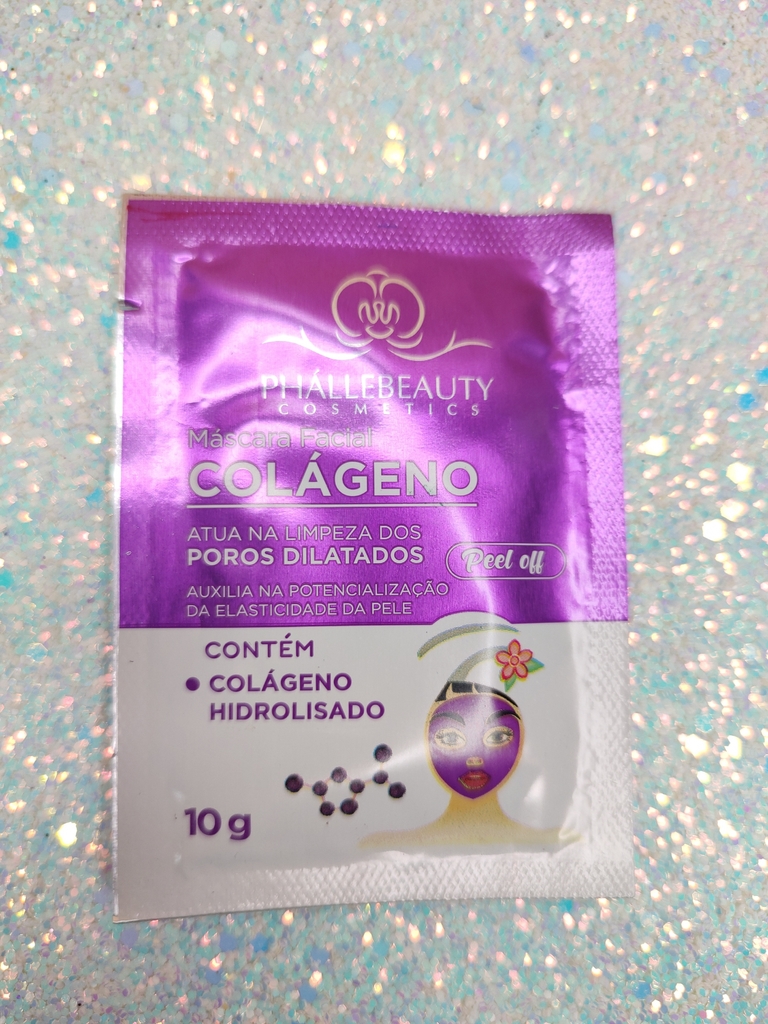 PHÁLLEBEAUTY
COSMETICS
Máscara Facial
COLÁGENO
ATUA NA LIMPEZA DOS
POROS DILATADOS
Peel off
AUXILIA NA POTENCIALIZAÇÃO
DA ELASTICIDADE DA PELE
CONTÉM
• COLÁGENO
HIDROLISADO
10 g